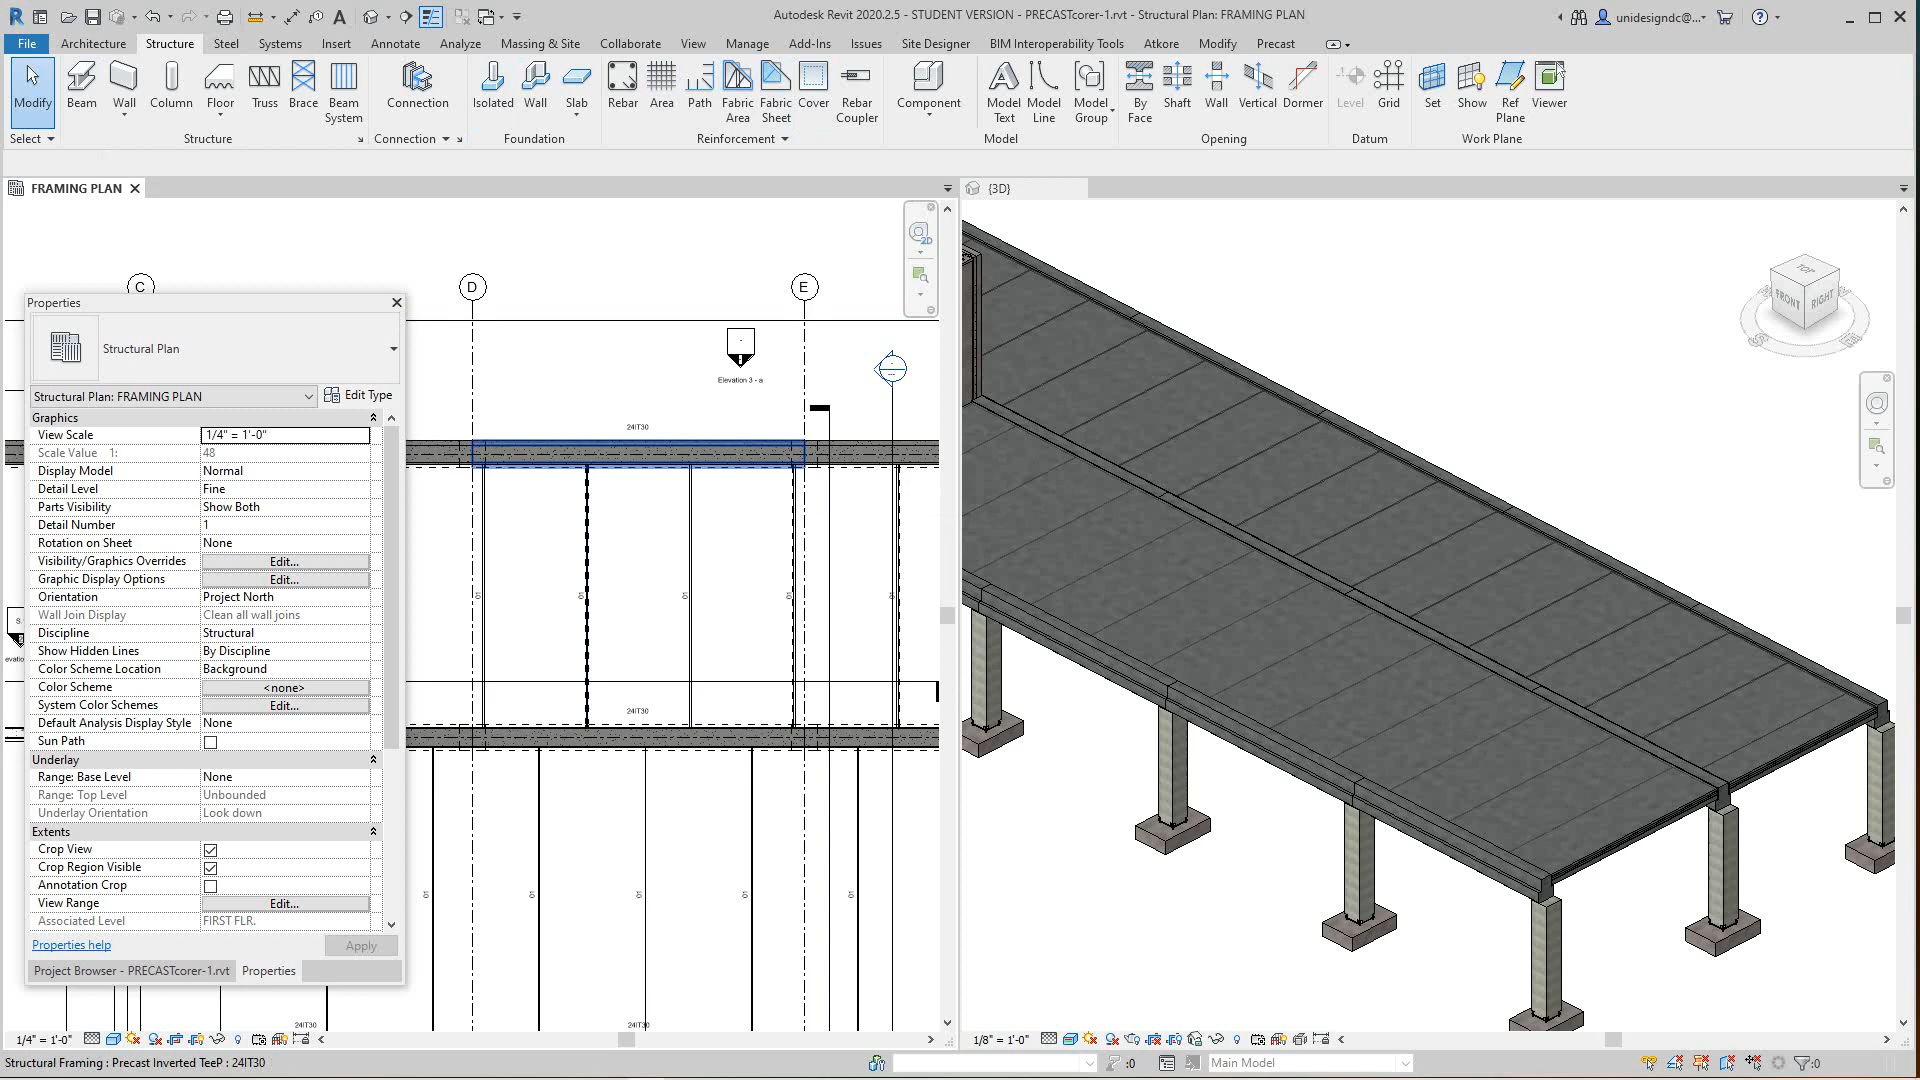 Autodesk Revit 2020.2.5 - STUDENT VERSION - PRECASTcorer-1.rvt - Structural Plan: FRAMING PLAN
unidesigndc@...
File Architecture Structure Steel Systems Insert Annotate Analyze Massing & Site Collaborate View Manage Add-Ins Issues Site Designer BIM Interoperability Tools Atkore Modify Precast
Modify Beam Wall Column Floor Truss Brace Beam System Connection Isolated Wall Slab Rebar Area Path Fabric Area Fabric Sheet Cover Rebar Coupler Component Model Text Model Line Model Group By Face Shaft Wall Vertical Dormer Level Grid Set Show Ref Plane Viewer
Select Structure Connection Foundation Reinforcement Model Opening Datum Work Plane
FRAMING PLAN
{3D}
C D E
Elevation 3 - a
24IT30
TOP
FRONT RIGHT
Properties
Structural Plan
Structural Plan: FRAMING PLAN Edit Type
Graphics
View Scale 1/4" = 1'-0"
Scale Value 1: 48
Display Model Normal
Detail Level Fine
Parts Visibility Show Both
Detail Number 1
Rotation on Sheet None
Visibility/Graphics Overrides Edit...
Graphic Display Options Edit...
Orientation Project North
Wall Join Display Clean all wall joins
Discipline Structural
Show Hidden Lines By Discipline
Color Scheme Location Background
Color Scheme <none>
System Color Schemes Edit...
Default Analysis Display Style None
Sun Path
Underlay
Range: Base Level None
Range: Top Level Unbounded
Underlay Orientation Look down
Extents
Crop View
Crop Region Visible
Annotation Crop
View Range Edit...
Associated Level FIRST FLR.
Properties help Apply
Project Browser - PRECASTcorer-1.rvt Properties
24IT30
24IT30
24IT30
1/4" = 1'-0"
1/8" = 1'-0"
Structural Framing : Precast Inverted TeeP : 24IT30
:0
Main Model
:0